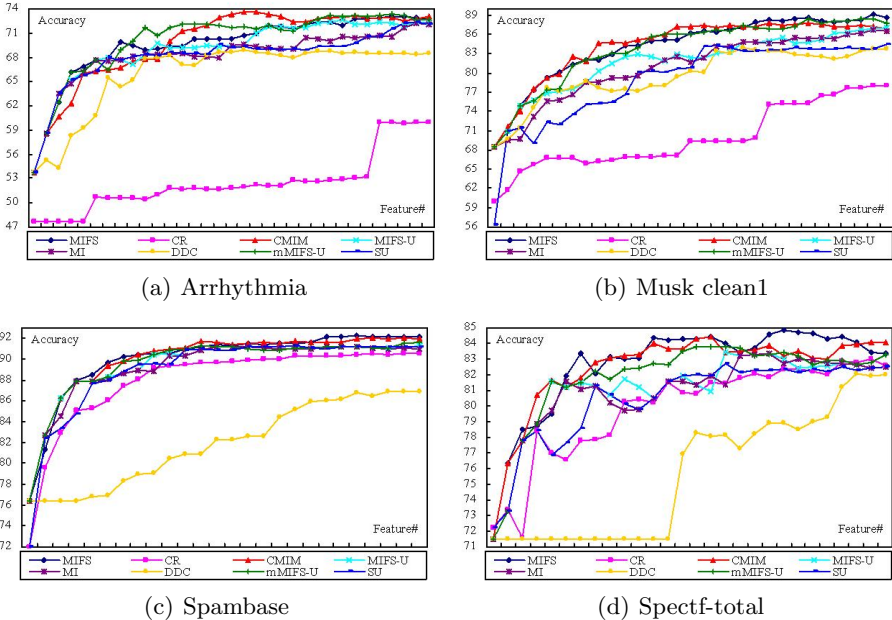 74
71
68
65
62
59
56
53
50
47
Accuracy
Feature#
MIFS CR CMIM MIFS-U
MI DDC mMIFS-U SU
(a) Arrhythmia
89
86
83
80
77
74
71
68
65
62
59
56
Accuracy
Feature#
MIFS CR CMIM MIFS-U
MI DDC mMIFS-U SU
(b) Musk clean1
92
90
88
86
84
82
80
78
76
74
72
Accuracy
Feature#
MIFS CR CMIM MIFS-U
MI DDC mMIFS-U SU
(c) Spambase
85
84
83
82
81
80
79
78
77
76
75
74
73
72
71
Accuracy
Feature#
MIFS CR CMIM MIFS-U
MI DDC mMIFS-U SU
(d) Spectf-total